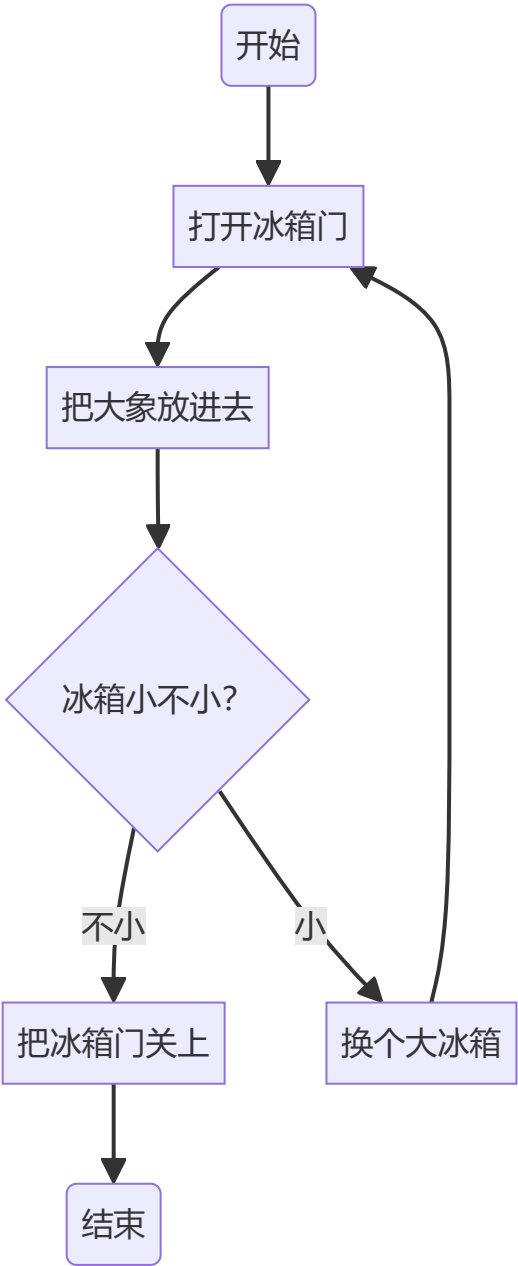 开始
打开冰箱门
把大象放进去
冰箱小不小?
不小
小
把冰箱门关上
换个大冰箱
结束